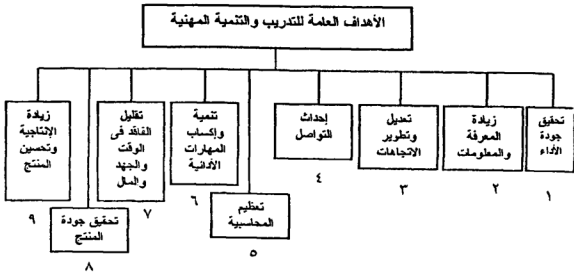 الأهداف العامة للتدريب والتنمية المهنية
تحقيق
جودة
الأداء
١
زيادة
المعرفة
والمعلومات
٢
تعديل
وتطوير
الاتجاهات
٣
إحداث
التواصل
٤
تعظيم
المحاسبية
٥
تنمية
وإكساب
المهارات
الأدائية
٦
تقليل
الفاقد فى
الوقت
والجهد
والمال
٧
تحقيق جودة
المنتج
٨
زيادة
الإنتاجية
وتحسين
المنتج
٩